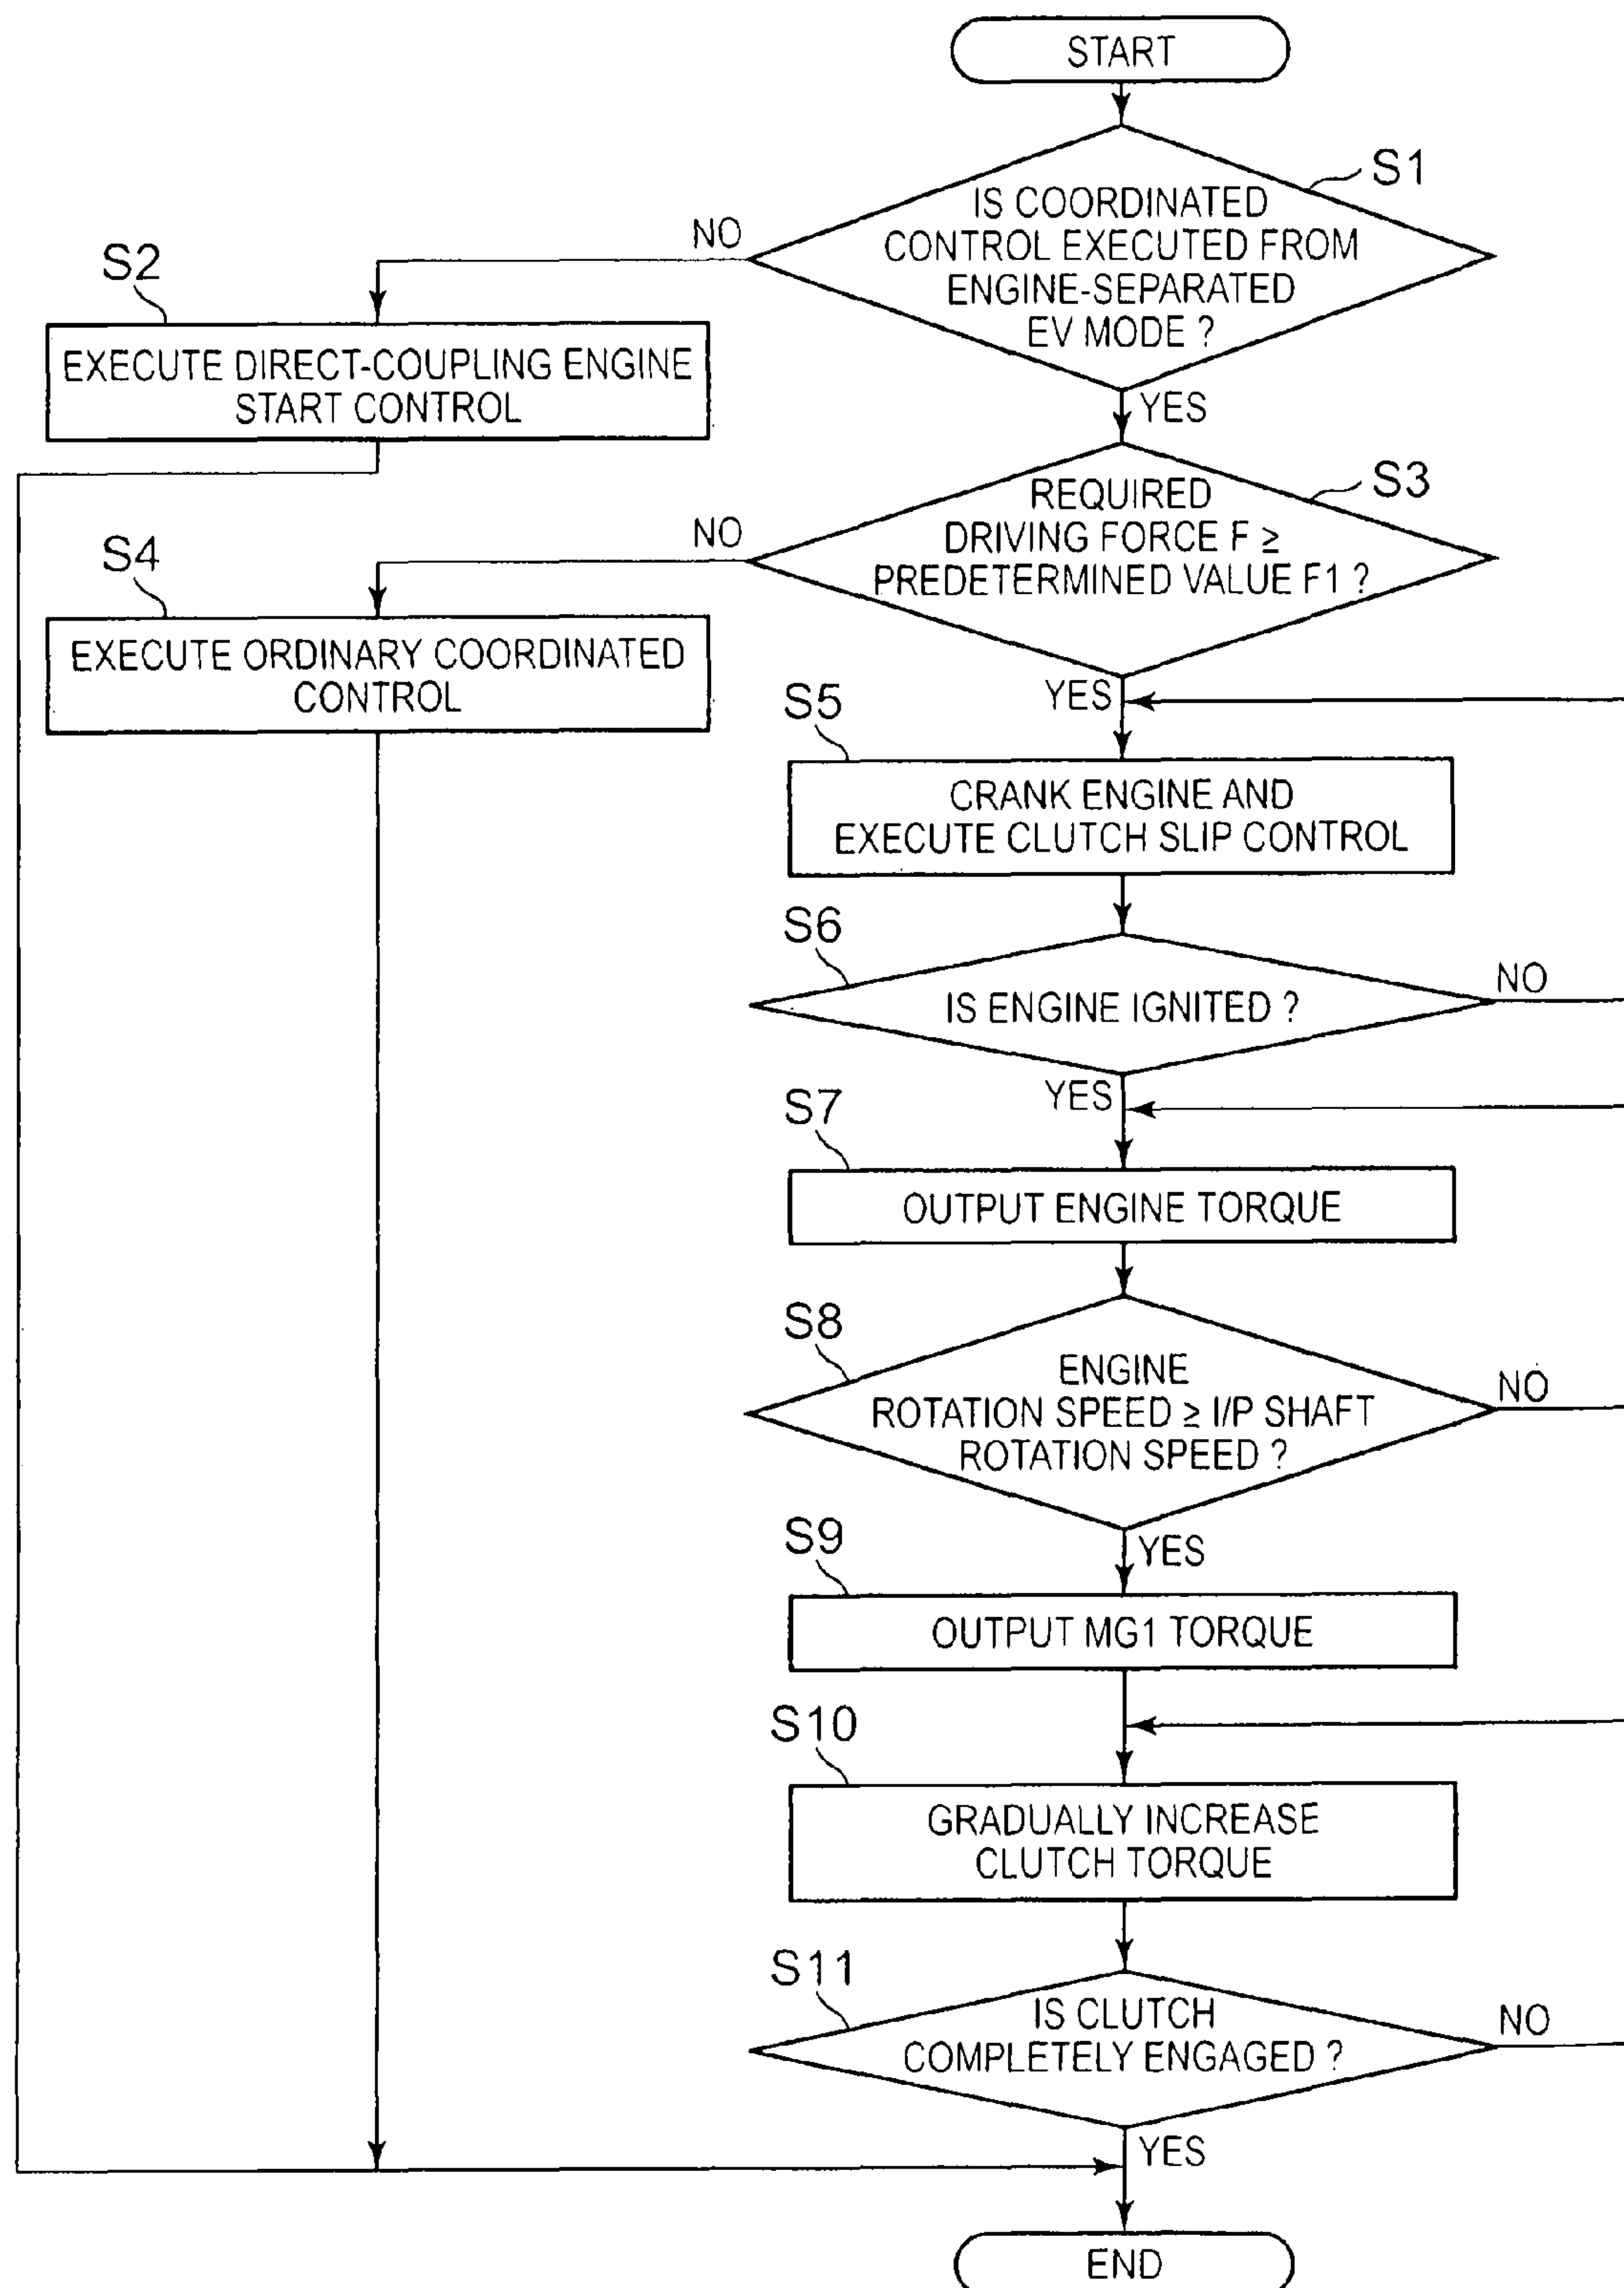 START
S1
IS COORDINATED
CONTROL EXECUTED FROM
ENGINE-SEPARATED
EV MODE ?
NO
YES
S2
EXECUTE DIRECT-COUPLING ENGINE
START CONTROL
S3
REQUIRED
DRIVING FORCE F ≥
PREDETERMINED VALUE F1 ?
NO
YES
S4
EXECUTE ORDINARY COORDINATED
CONTROL
S5
CRANK ENGINE AND
EXECUTE CLUTCH SLIP CONTROL
S6
IS ENGINE IGNITED ?
NO
YES
S7
OUTPUT ENGINE TORQUE
S8
ENGINE
ROTATION SPEED ≥ I/P SHAFT
ROTATION SPEED ?
NO
YES
S9
OUTPUT MG1 TORQUE
S10
GRADUALLY INCREASE
CLUTCH TORQUE
S11
IS CLUTCH
COMPLETELY ENGAGED ?
NO
YES
END